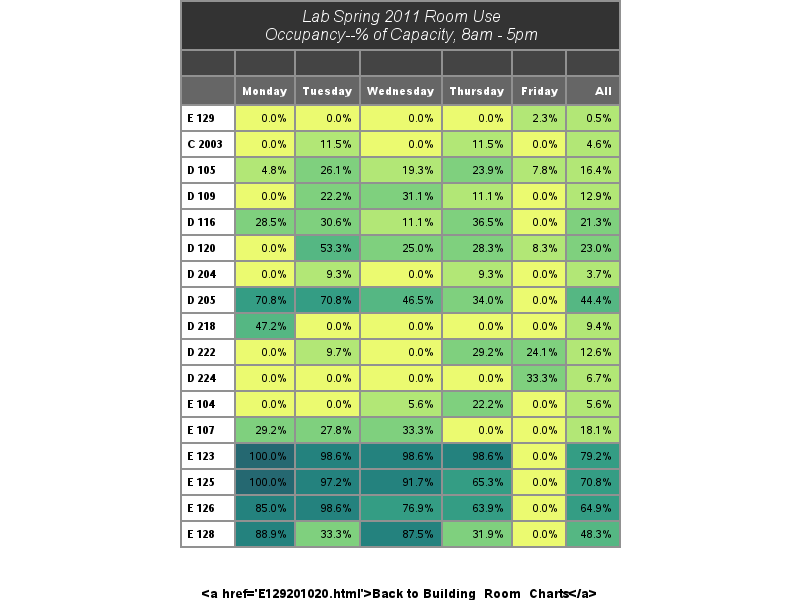 Lab Spring 2011 Room Use
Occupancy--% of Capacity, 8am - 5pm
Monday Tuesday Wednesday Thursday Friday All
E 129 0.0% 0.0% 0.0% 0.0% 2.3% 0.5%
C 2003 0.0% 11.5% 0.0% 11.5% 0.0% 4.6%
D 105 4.8% 26.1% 19.3% 23.9% 7.8% 16.4%
D 109 0.0% 22.2% 31.1% 11.1% 0.0% 12.9%
D 116 28.5% 30.6% 11.1% 36.5% 0.0% 21.3%
D 120 0.0% 53.3% 25.0% 28.3% 8.3% 23.0%
D 204 0.0% 9.3% 0.0% 9.3% 0.0% 3.7%
D 205 70.8% 70.8% 46.5% 34.0% 0.0% 44.4%
D 218 47.2% 0.0% 0.0% 0.0% 0.0% 9.4%
D 222 0.0% 9.7% 0.0% 29.2% 24.1% 12.6%
D 224 0.0% 0.0% 0.0% 0.0% 33.3% 6.7%
E 104 0.0% 0.0% 5.6% 22.2% 0.0% 5.6%
E 107 29.2% 27.8% 33.3% 0.0% 0.0% 18.1%
E 123 100.0% 98.6% 98.6% 98.6% 0.0% 79.2%
E 125 100.0% 97.2% 91.7% 65.3% 0.0% 70.8%
E 126 85.0% 98.6% 76.9% 63.9% 0.0% 64.9%
E 128 88.9% 33.3% 87.5% 31.9% 0.0% 48.3%
<a href='E129201020.html'>Back to Building_Room_Charts</a>